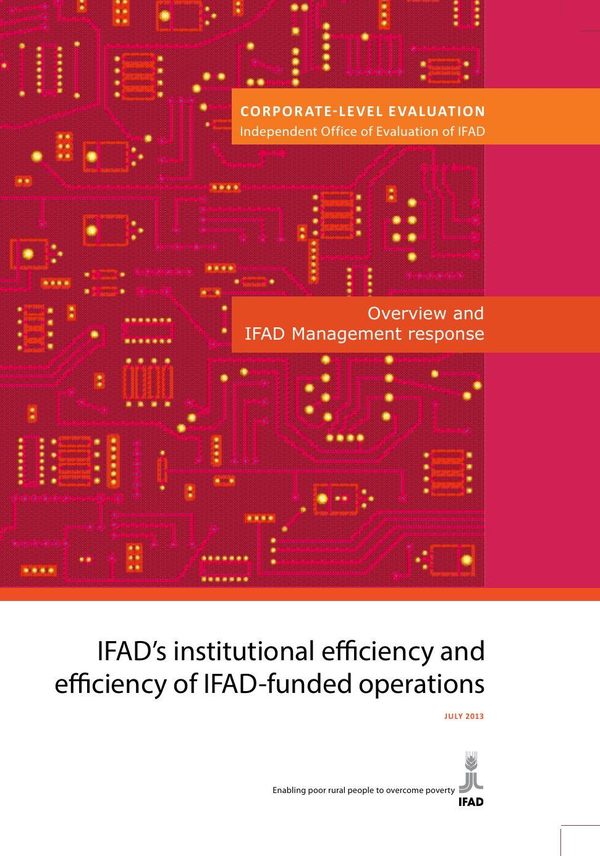 CORPORATE-LEVEL EVALUATION
Independent Office of Evaluation of IFAD
Overview and
IFAD Management response
IFAD’s institutional efficiency and
efficiency of IFAD-funded operations
JULY 2013
Enabling poor rural people to overcome poverty
IFAD